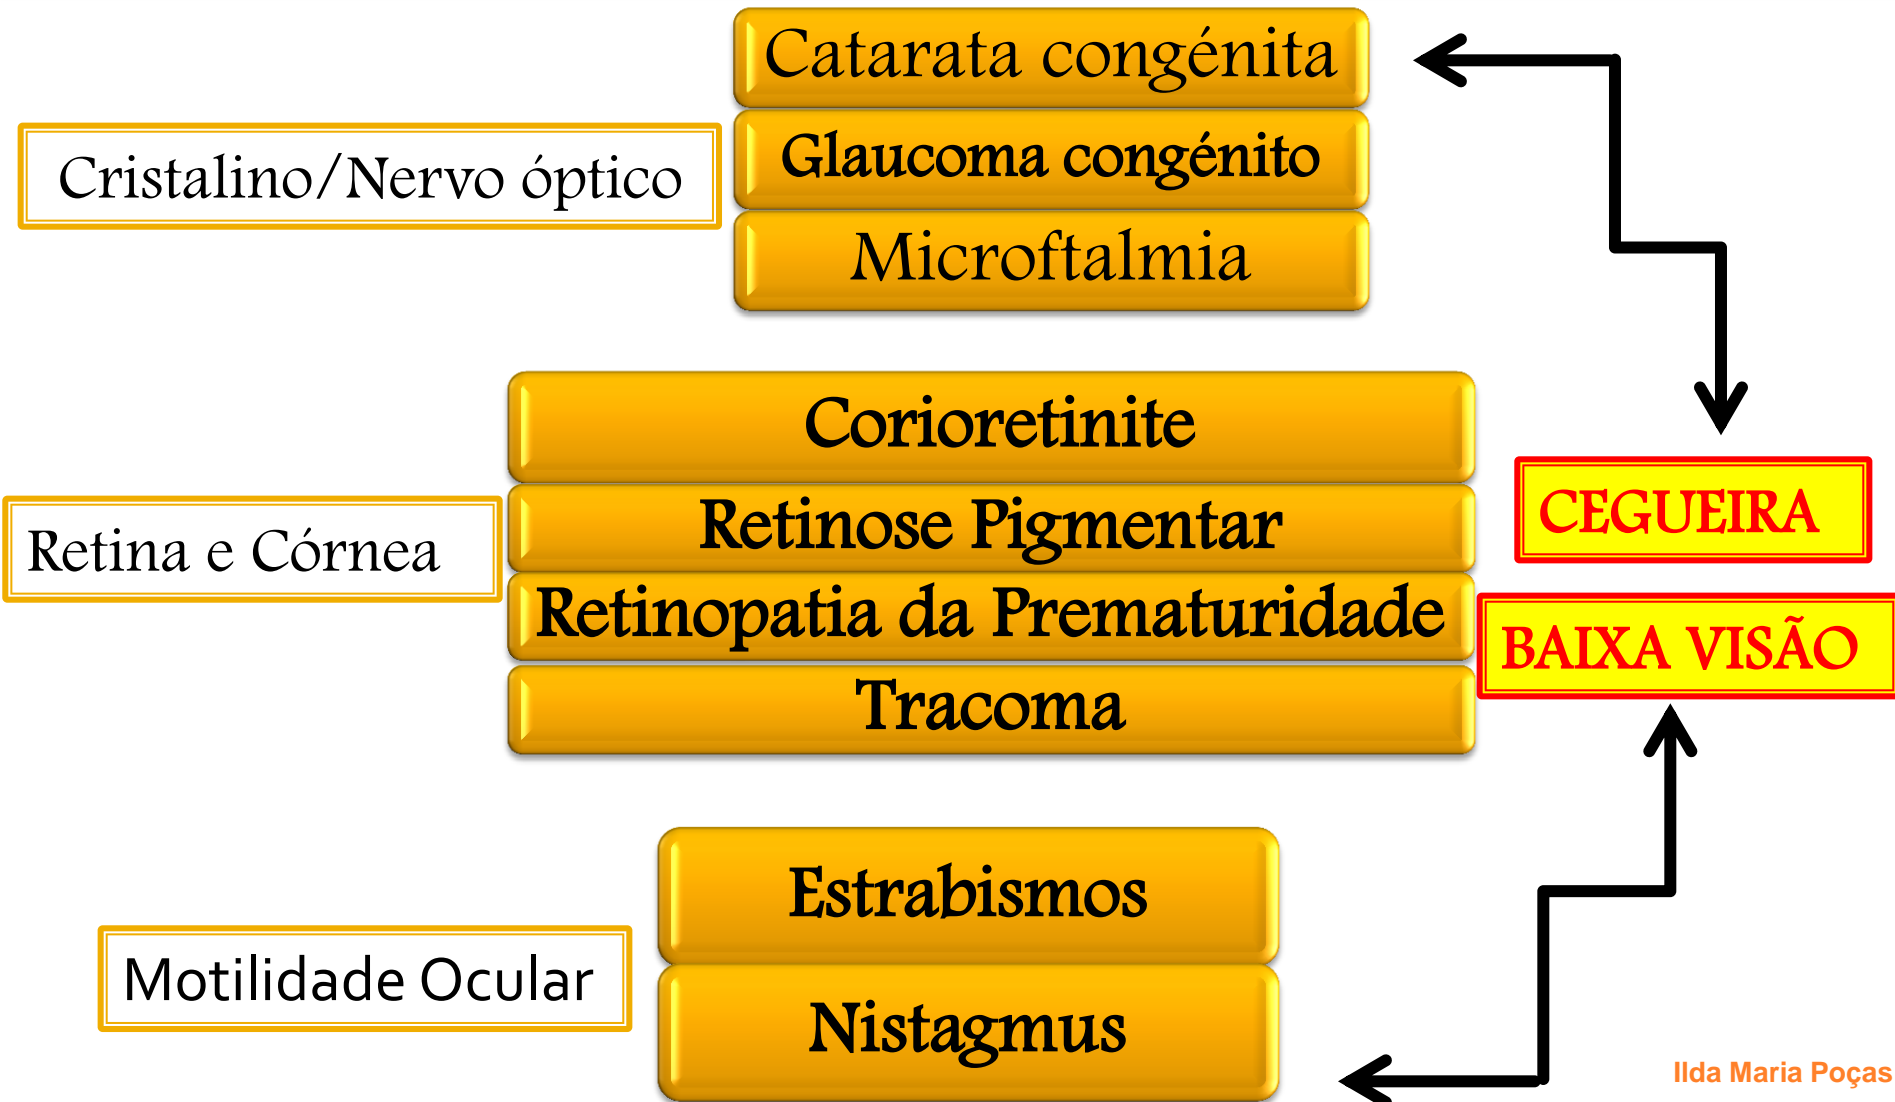 Catarata congénita
Cristalino/Nervo óptico
Glaucoma congénito
Microftalmia
Corioretinite
Retina e Córnea
Retinose Pigmentar
CEGUEIRA
Retinopatia da Prematuridade
BAIXA VISÃO
Tracoma
Estrabismos
Motilidade Ocular
Nistagmus
Ilda Maria Poças